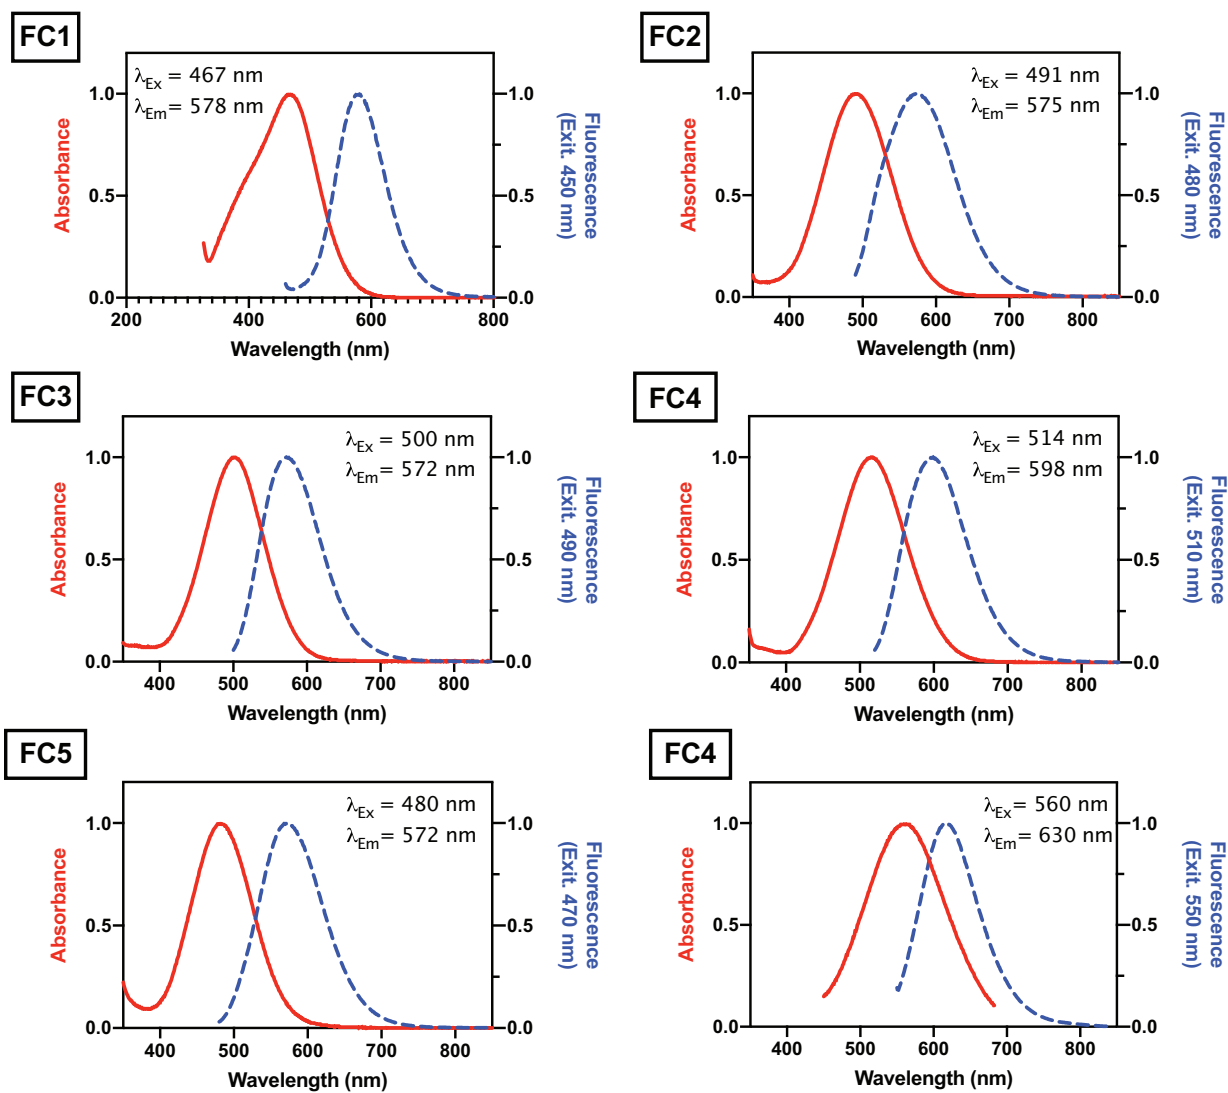 FC1
λEx = 467 nm
λEm = 578 nm
1.0
0.5
0.0
200
400
600
800
1.0
0.5
0.0
Absorbance
Fluorescence
(Exit. 450 nm)
Wavelength (nm)
FC2
λEx = 491 nm
λEm = 575 nm
1.0
0.5
0.0
400
500
600
700
800
1.0
0.5
0.0
Absorbance
Fluorescence
(Exit. 480 nm)
Wavelength (nm)
FC3
λEx = 500 nm
λEm= 572 nm
1.0
0.5
0.0
400
500
600
700
800
1.0
0.5
0.0
Absorbance
Fluorescence
(Exit. 490 nm)
Wavelength (nm)
FC4
λEx = 514 nm
λEm= 598 nm
1.0
0.5
0.0
400
500
600
700
800
1.0
0.5
0.0
Absorbance
Fluorescence
(Exit. 510 nm)
Wavelength (nm)
FC5
λEx = 480 nm
λEm= 572 nm
1.0
0.5
0.0
400
500
600
700
800
1.0
0.5
0.0
Absorbance
Fluorescence
(Exit. 470 nm)
Wavelength (nm)
FC4
λEx = 560 nm
λEm= 630 nm
1.0
0.5
0.0
400
500
600
700
800
1.0
0.5
0.0
Absorbance
Fluorescence
(Exit. 550 nm)
Wavelength (nm)